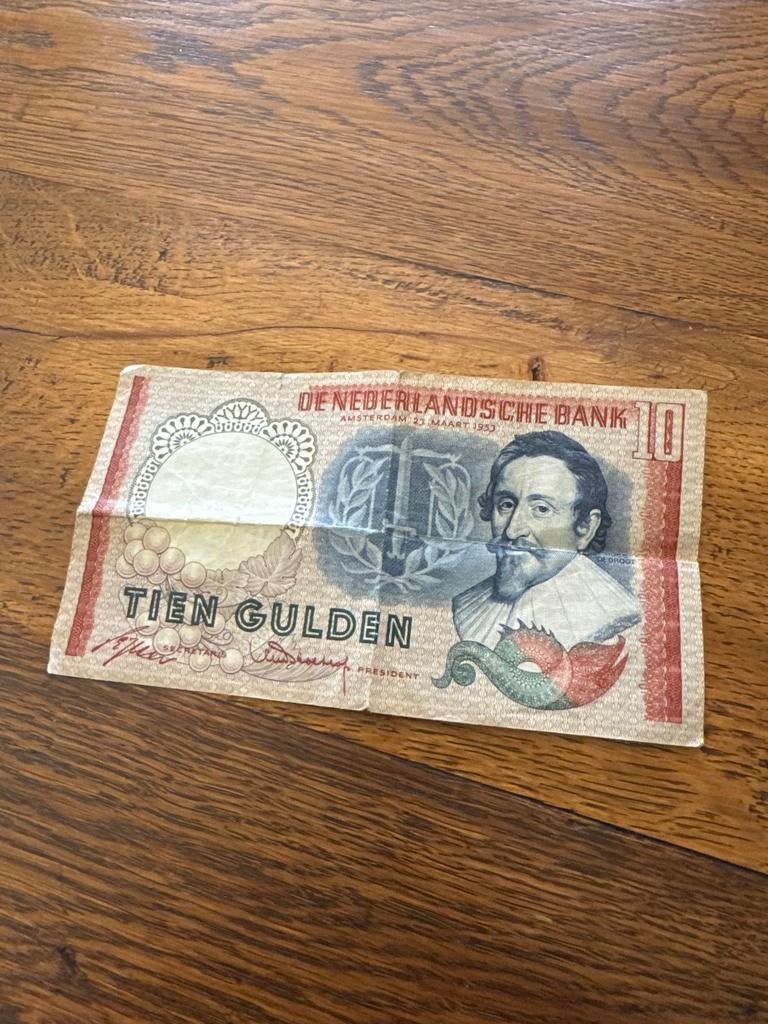 DE NEDERLANDSCHE BANK 10
AMSTERDAM 23 MAART 1953
DE GROOT
TIEN GULDEN
SECRETARIS
PRESIDENT